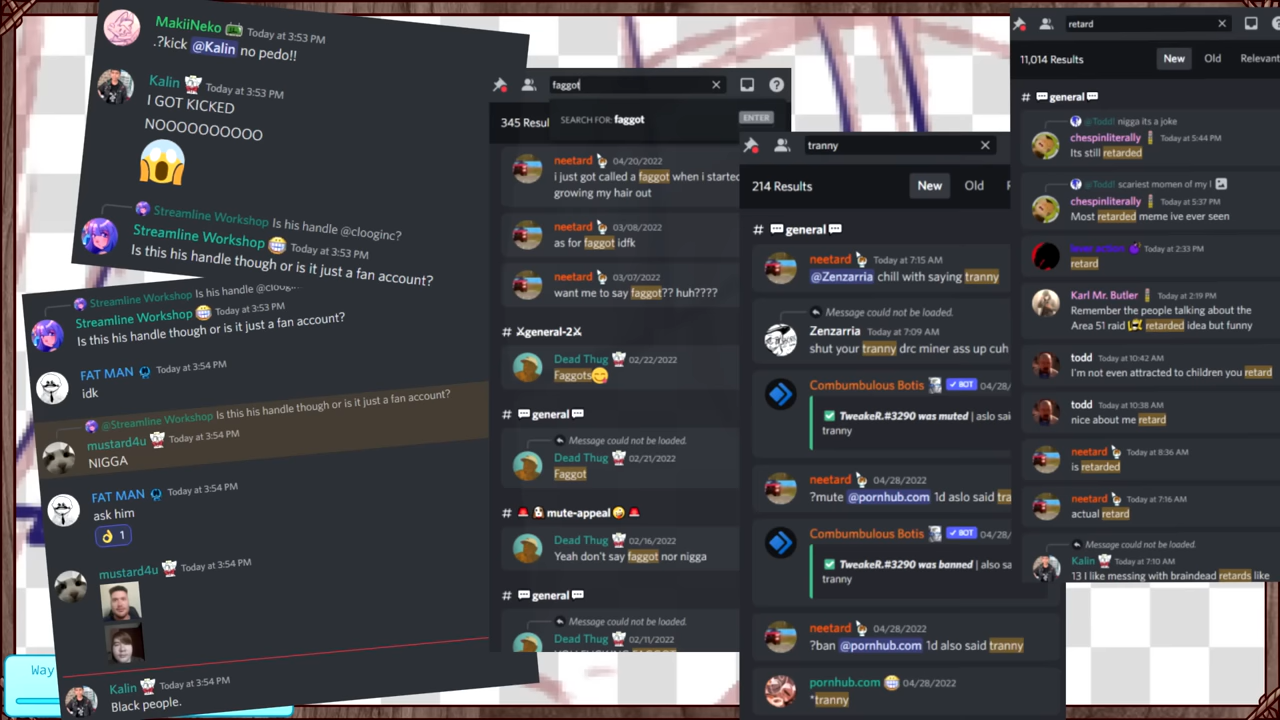 MakiiNeko Today at 3:53 PM
.?kick @Kalin no pedo!!
Kalin Today at 3:53 PM
I GOT KICKED
NOOOOOOOOOO
Streamline Workshop Is his handle @clooginc?
Streamline Workshop Today at 3:53 PM
Is this his handle though or is it just a fan account?
Streamline Workshop Is his handle @cloog
Streamline Workshop Today at 3:53 PM
Is this his handle though or is it just a fan account?
FAT MAN Today at 3:54 PM
idk
@Streamline Workshop Is this his handle though or is it just a fan account?
mustard4u Today at 3:54 PM
NIGGA
FAT MAN Today at 3:54 PM
ask him
👌 1
mustard4u Today at 3:54 PM
Kalin Today at 3:54 PM
Black people.
Way
faggot
345 Resul
SEARCH FOR: faggot
ENTER
neetard 04/20/2022
i just got called a faggot when i started
growing my hair out
neetard 03/08/2022
as for faggot idfk
neetard 03/07/2022
want me to say faggot?? huh????
# ⚔general-2⚔
Dead Thug 02/22/2022
Faggots😋
# 💬general💬
Message could not be loaded.
Dead Thug 02/21/2022
Faggot
# 🚨 mute-appeal 🚨
Dead Thug 02/16/2022
Yeah don't say faggot nor nigga
# 💬general💬
Message could not be loaded.
Dead Thug 02/11/2022
tranny
214 Results
New Old
# 💬general💬
neetard Today at 7:15 AM
@Zenzarria chill with saying tranny
Message could not be loaded.
Zenzarria Today at 7:09 AM
shut your tranny drc miner ass up cuh
Combumbulous Botis ✓ BOT 04/28/
✅ TweakeR.#3290 was muted | aslo sai
tranny
neetard 04/28/2022
?mute @pornhub.com 1d aslo said tra
Combumbulous Botis ✓ BOT 04/28/
✅ TweakeR.#3290 was banned | also sa
tranny
neetard 04/28/2022
?ban @pornhub.com 1d also said tranny
pornhub.com 04/28/2022
*tranny
retard
11,014 Results
New Old Relevan
# 💬general💬
@Todd! nigga its a joke
chespinliterally Today at 5:44 PM
Its still retarded
@Todd! scariest momen of my l
chespinliterally Today at 5:37 PM
Most retarded meme ive ever seen
Today at 2:33 PM
retard
Karl Mr. Butler Today at 2:19 PM
Remember the people talking about the
Area 51 raid retarded idea but funny
todd Today at 10:42 AM
I'm not even attracted to children you retard
todd Today at 10:38 AM
nice about me retard
neetard Today at 8:36 AM
is retarded
neetard Today at 7:16 AM
actual retard
Message could not be loaded.
Kalin Today at 7:10 AM
13 I like messing with braindead retards like